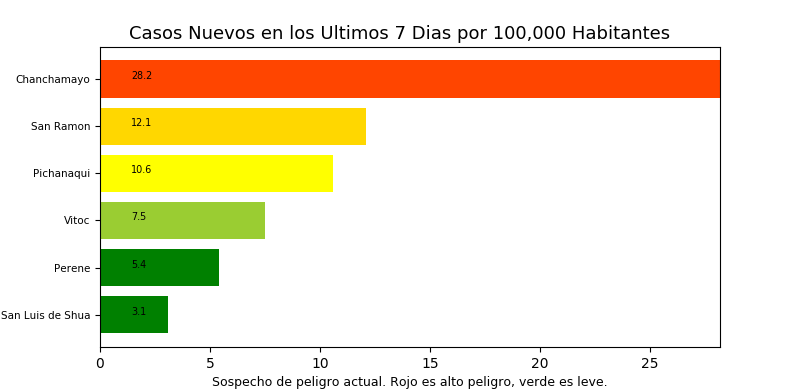 Casos Nuevos en los Ultimos 7 Dias por 100,000 Habitantes
Chanchamayo 28.2
San Ramon 12.1
Pichanaqui 10.6
Vitoc 7.5
Perene 5.4
San Luis de Shua 3.1
0 5 10 15 20 25
Sospecho de peligro actual. Rojo es alto peligro, verde es leve.